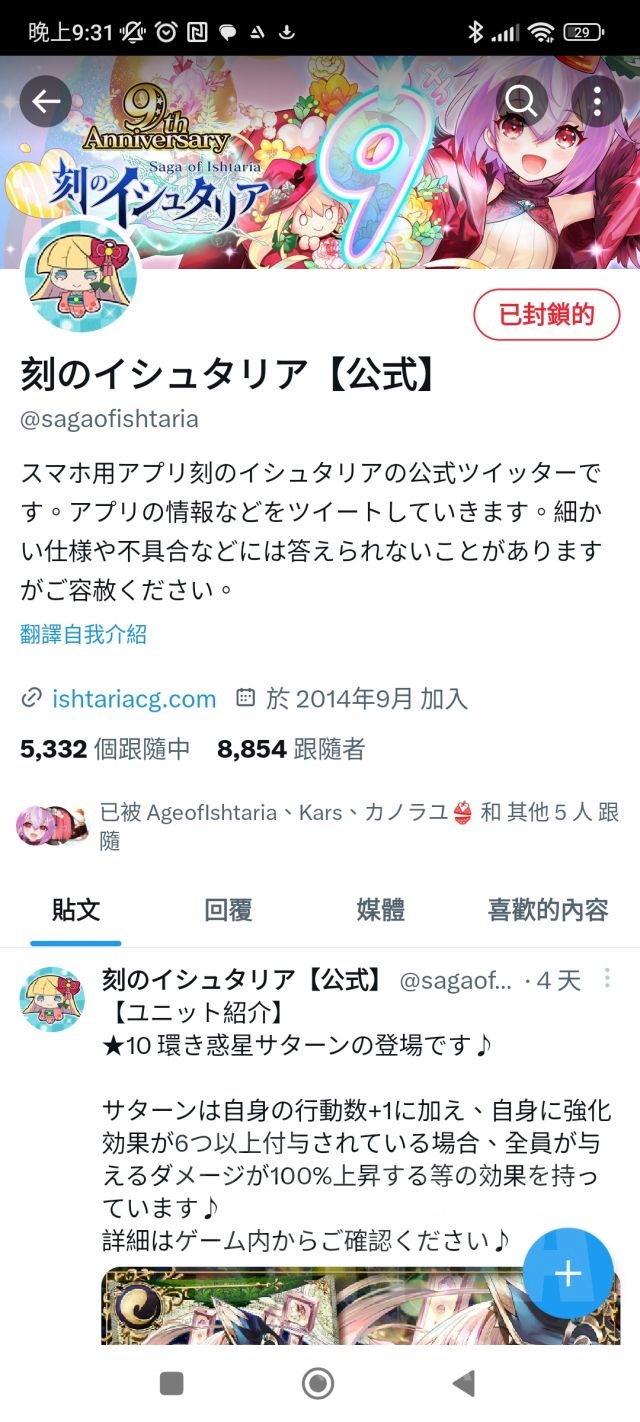 晚上9:31
29
9th
Anniversary
Saga of Ishtaria
刻のイシュタリア
9
已封鎖的
刻のイシュタリア【公式】
@sagaofishtaria
スマホ用アプリ刻のイシュタリアの公式ツイッターで
す。アプリの情報などをツイートしていきます。細か
い仕様や不具合などには答えられないことがあります
がご容赦ください。
翻譯自我介紹
ishtariacg.com 於 2014年9月 加入
5,332 個跟隨中 8,854 跟隨者
已被 AgeofIshtaria、Kars、カノラユ🍧 和 其他 5 人 跟
隨
貼文 回覆 媒體 喜歡的內容
刻のイシュタリア【公式】 @sagaof... · 4 天
【ユニット紹介】
★10 環き惑星サターンの登場です♪
サターンは自身の行動数+1に加え、自身に強化
効果が6つ以上付与されている場合、全員が与
えるダメージが100%上昇する等の効果を持っ
ています♪
詳細はゲーム内からご確認ください♪